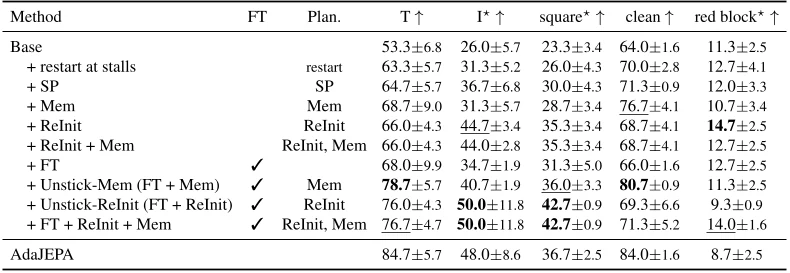 Method FT Plan. T ↑ I⋆ ↑ square⋆ ↑ clean ↑ red block⋆ ↑
Base 53.3±6.8 26.0±5.7 23.3±3.4 64.0±1.6 11.3±2.5
+ restart at stalls restart 63.3±5.7 31.3±5.2 26.0±4.3 70.0±2.8 12.7±4.1
+ SP SP 64.7±5.7 36.7±6.8 30.0±4.3 71.3±0.9 12.0±3.3
+ Mem Mem 68.7±9.0 31.3±5.7 28.7±3.4 76.7±4.1 10.7±3.4
+ ReInit ReInit 66.0±4.3 44.7±3.4 35.3±3.4 68.7±4.1 14.7±2.5
+ ReInit + Mem ReInit, Mem 66.0±4.3 44.0±2.8 35.3±3.4 68.7±4.1 12.7±2.5
+ FT ✓ 68.0±9.9 34.7±1.9 31.3±5.0 66.0±1.6 12.7±2.5
+ Unstick-Mem (FT + Mem) ✓ Mem 78.7±5.7 40.7±1.9 36.0±3.3 80.7±0.9 11.3±2.5
+ Unstick-ReInit (FT + ReInit) ✓ ReInit 76.0±4.3 50.0±11.8 42.7±0.9 69.3±6.6 9.3±0.9
+ FT + ReInit + Mem ✓ ReInit, Mem 76.7±4.7 50.0±11.8 42.7±0.9 71.3±5.2 14.0±1.6
AdaJEPA 84.7±5.7 48.0±8.6 36.7±2.5 84.0±1.6 8.7±2.5